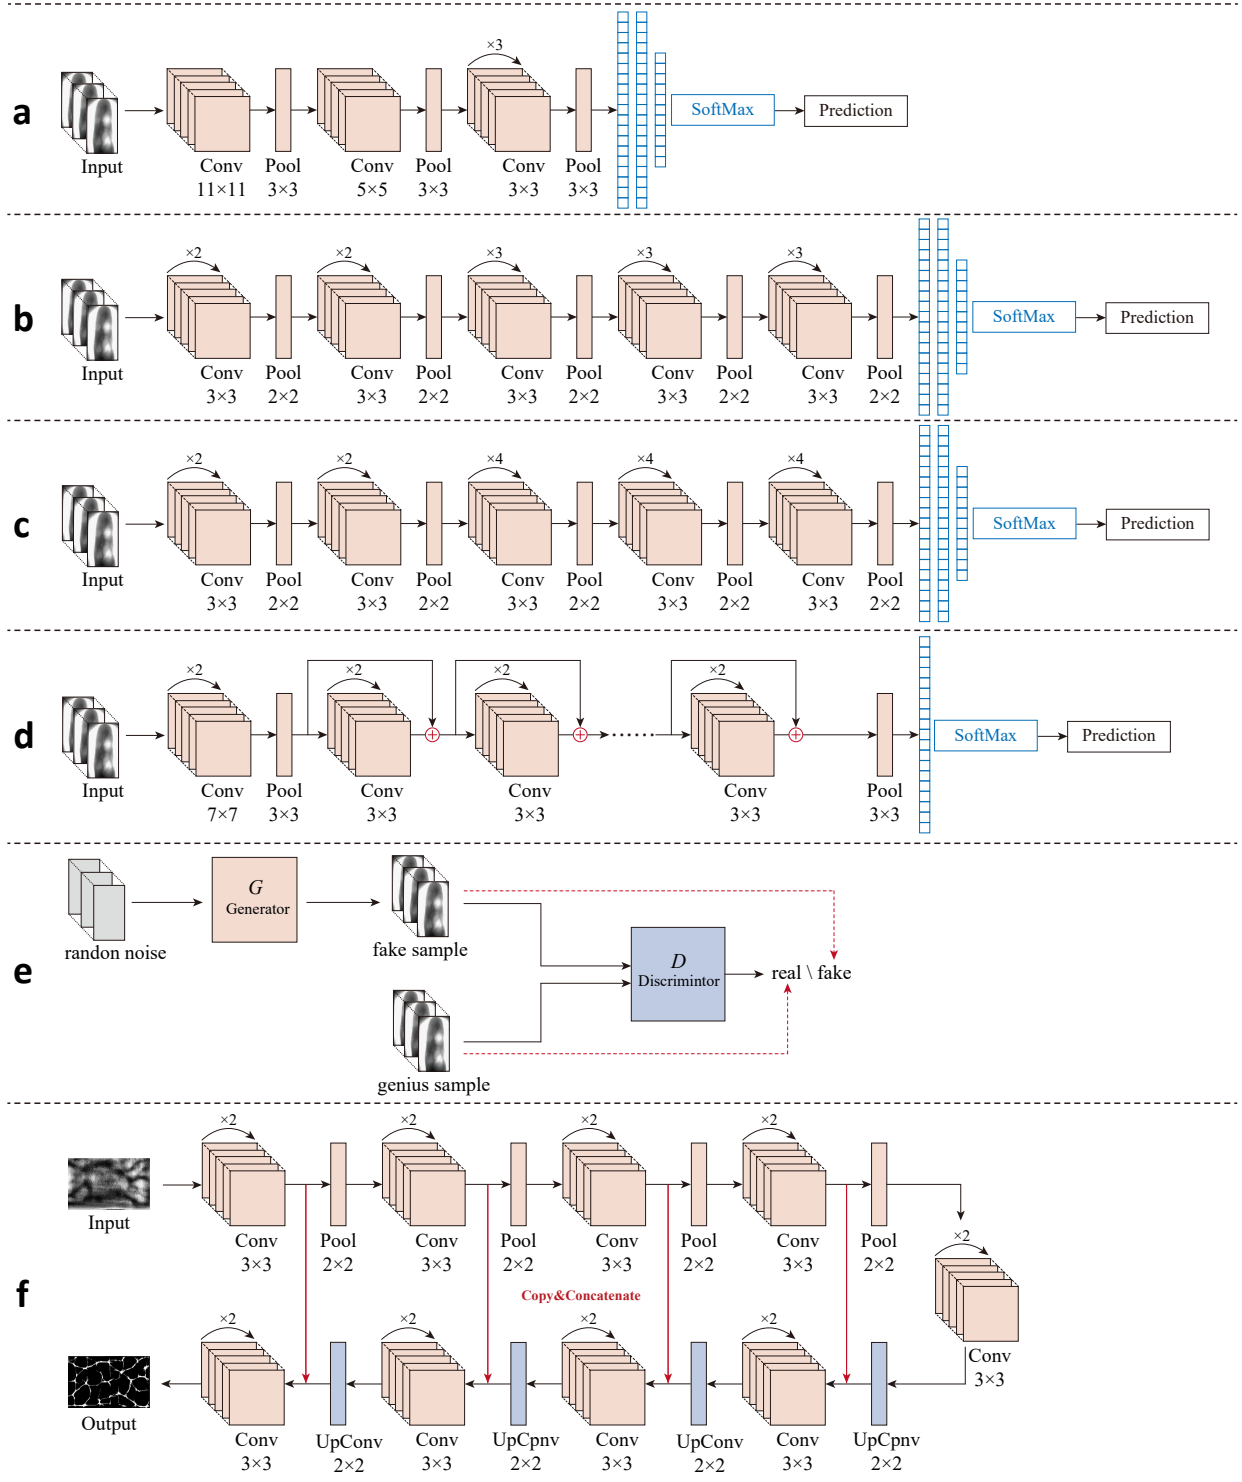 ×3
a
SoftMax
Prediction
Input
Conv
Pool
Conv
Pool
Conv
Pool
11×11
3×3
5×5
3×3
3×3
3×3
×2
×2
×3
×3
×3
b
SoftMax
Prediction
Input
Conv
Pool
Conv
Pool
Conv
Pool
Conv
Pool
Conv
Pool
3×3
2×2
3×3
2×2
3×3
2×2
3×3
2×2
3×3
2×2
×2
×2
×4
×4
×4
c
SoftMax
Prediction
Input
Conv
Pool
Conv
Pool
Conv
Pool
Conv
Pool
Conv
Pool
3×3
2×2
3×3
2×2
3×3
2×2
3×3
2×2
3×3
2×2
×2
×2
×2
×2
d
SoftMax
Prediction
Input
Conv
Pool
Conv
Conv
Conv
Pool
7×7
3×3
3×3
3×3
3×3
3×3
G
Generator
randon noise
fake sample
e
D
Discrimintor
real \ fake
genius sample
×2
×2
×2
×2
Input
Conv
Pool
Conv
Pool
Conv
Pool
Conv
Pool
3×3
2×2
3×3
2×2
3×3
2×2
3×3
2×2
×2
f
Copy&Concatenate
×2
×2
×2
×2
Conv
3×3
Output
Conv
UpConv
Conv
UpCpnv
Conv
UpConv
Conv
UpCpnv
3×3
2×2
3×3
2×2
3×3
2×2
3×3
2×2